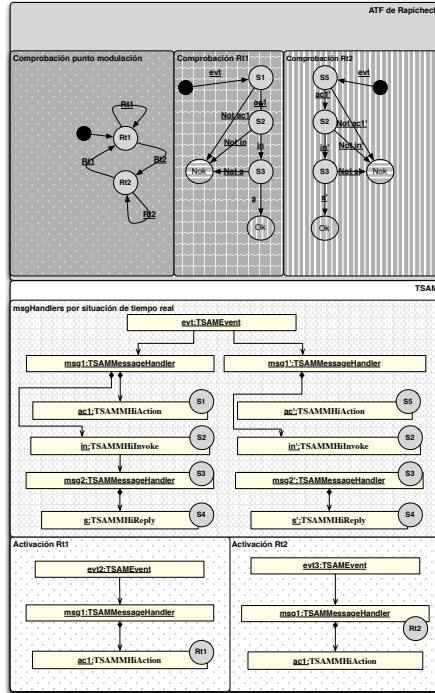 ATF de Rapicheck
Comprobación punto modulación
Comprobación Rt1
Comprobación Rt2
evt
S1
S5
evt
Rt1
ac1
ac1'
Not ac1
Not ac1'
Rt1
S2
S2
Not in
Not in'
Rt1
Rt2
in
in'
Rt2
Nok
Not s
S3
S3
Not s
Nok
Rt2
s
s'
Ok
Ok
TSAM
msgHandlers por situación de tiempo real
evt:TSAMEvent
msg1:TSAMMessageHandler
msg1':TSAMMessageHandler
S1
S5
ac1:TSAMMHiAction
ac':TSAMMHiAction
S2
S2
in:TSAMMHiInvoke
in':TSAMMHiInvoke
S3
S3
msg2:TSAMMessageHandler
msg2':TSAMMessageHandler
S4
S4
s:TSAMMHiReply
s':TSAMMHiReply
Activación Rt1
Activación Rt2
evt2:TSAMEvent
evt3:TSAMEvent
msg1:TSAMMessageHandler
msg1:TSAMMessageHandler
Rt2
Rt1
ac1:TSAMMHiAction
ac1:TSAMMHiAction